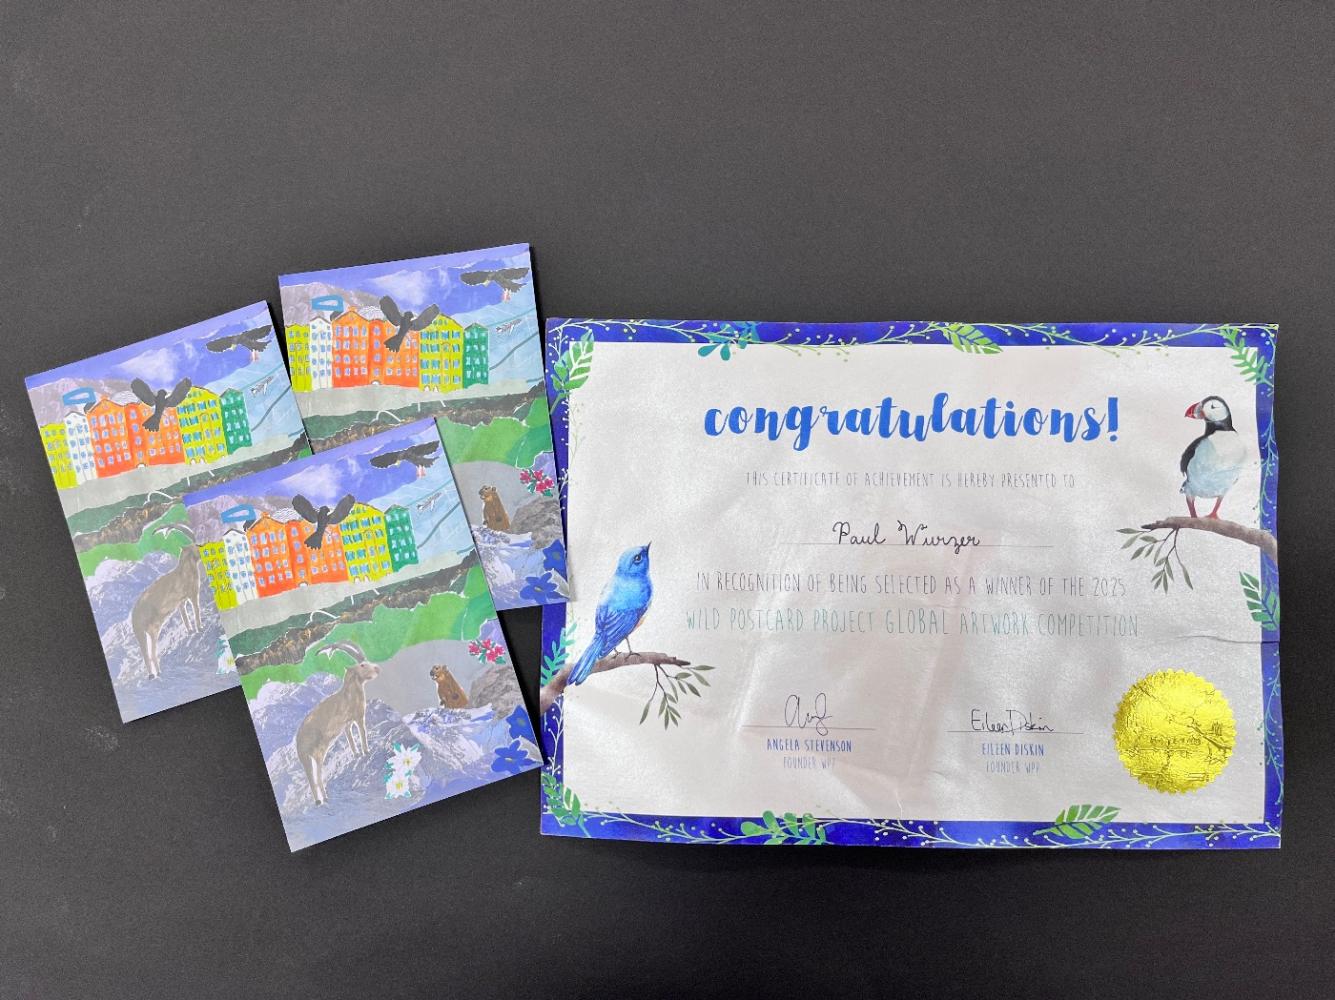 congratulations!
THIS CERTIFICATE OF ACHIEVEMENT IS HEREBY PRESENTED TO
Paul Wurzer
IN RECOGNITION OF BEING SELECTED AS A WINNER OF THE 2025
WILD POSTCARD PROJECT GLOBAL ARTWORK COMPETITION
Eileen Diskin
ANGELA STEVENSON
EILEEN DISKIN
FOUNDER WPP
FOUNDER WPP